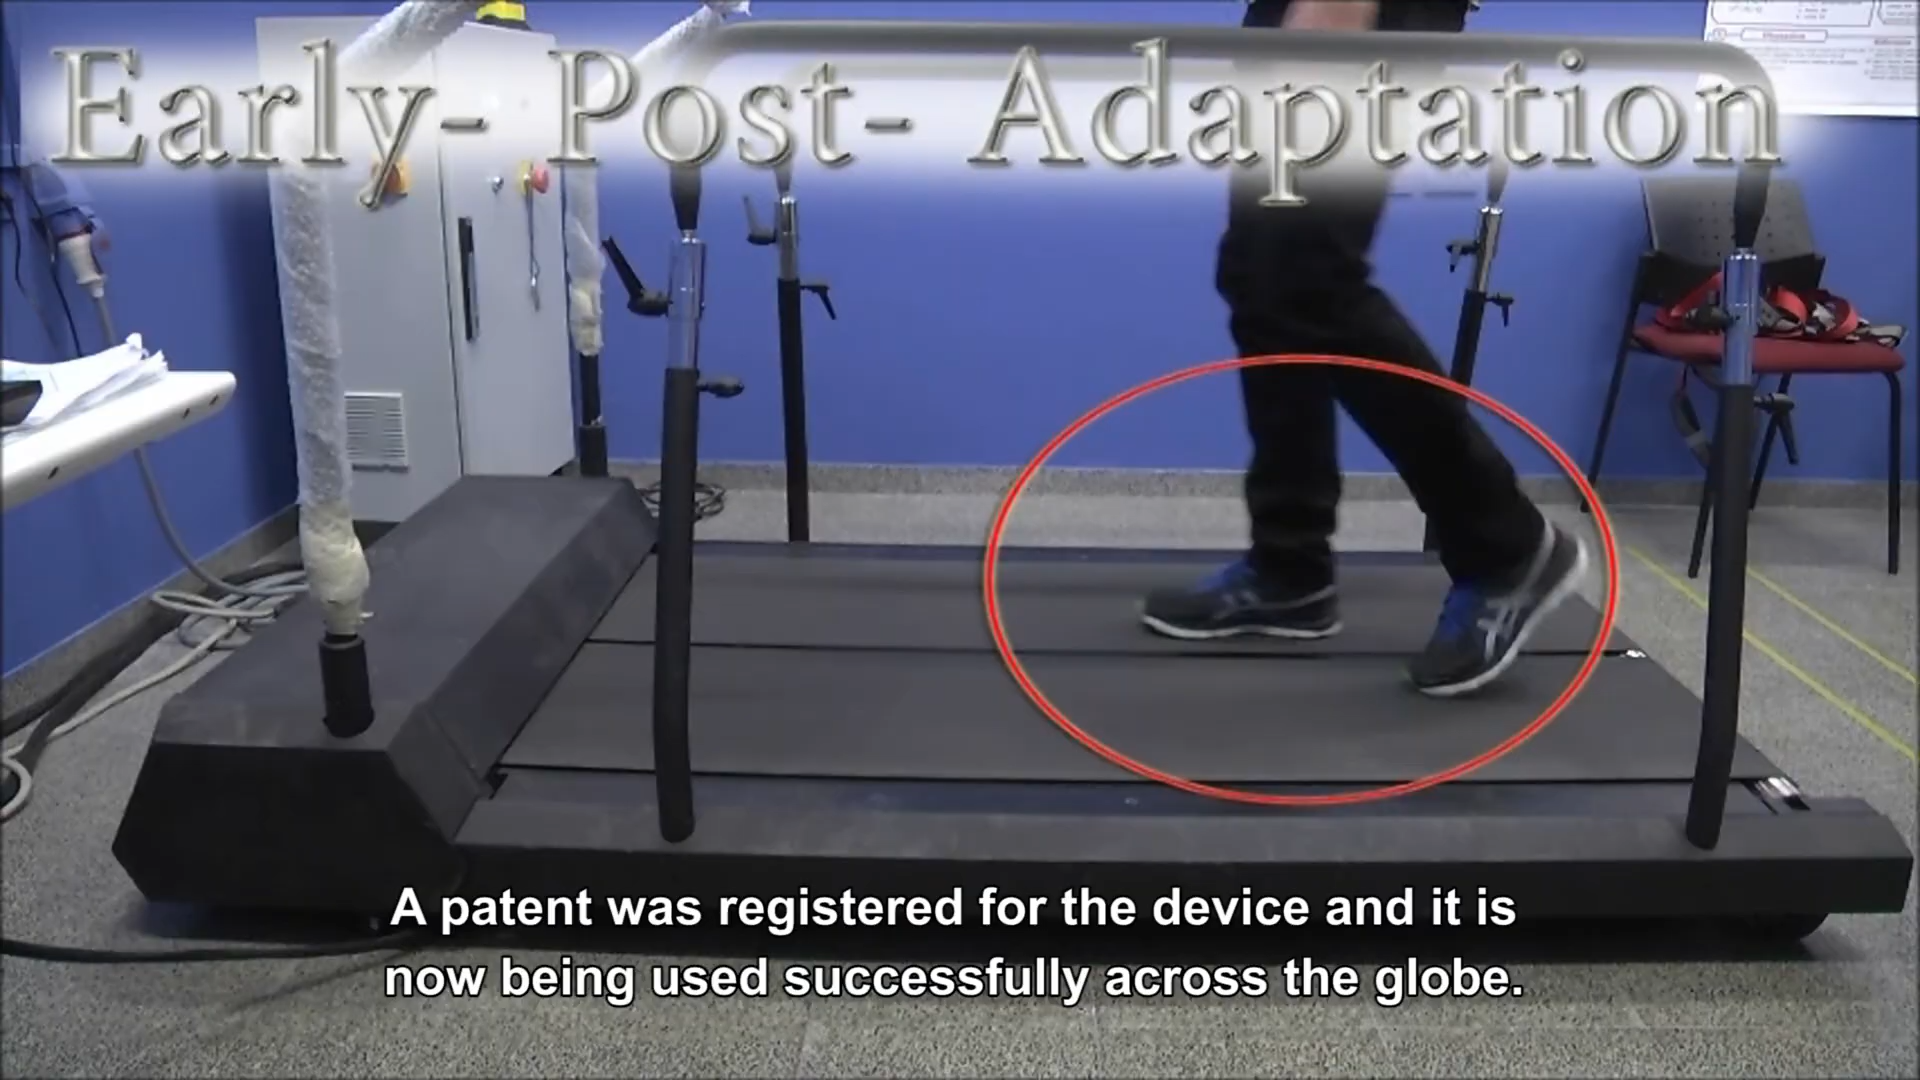 Early- Post- Adaptation
A patent was registered for the device and it is
now being used successfully across the globe.